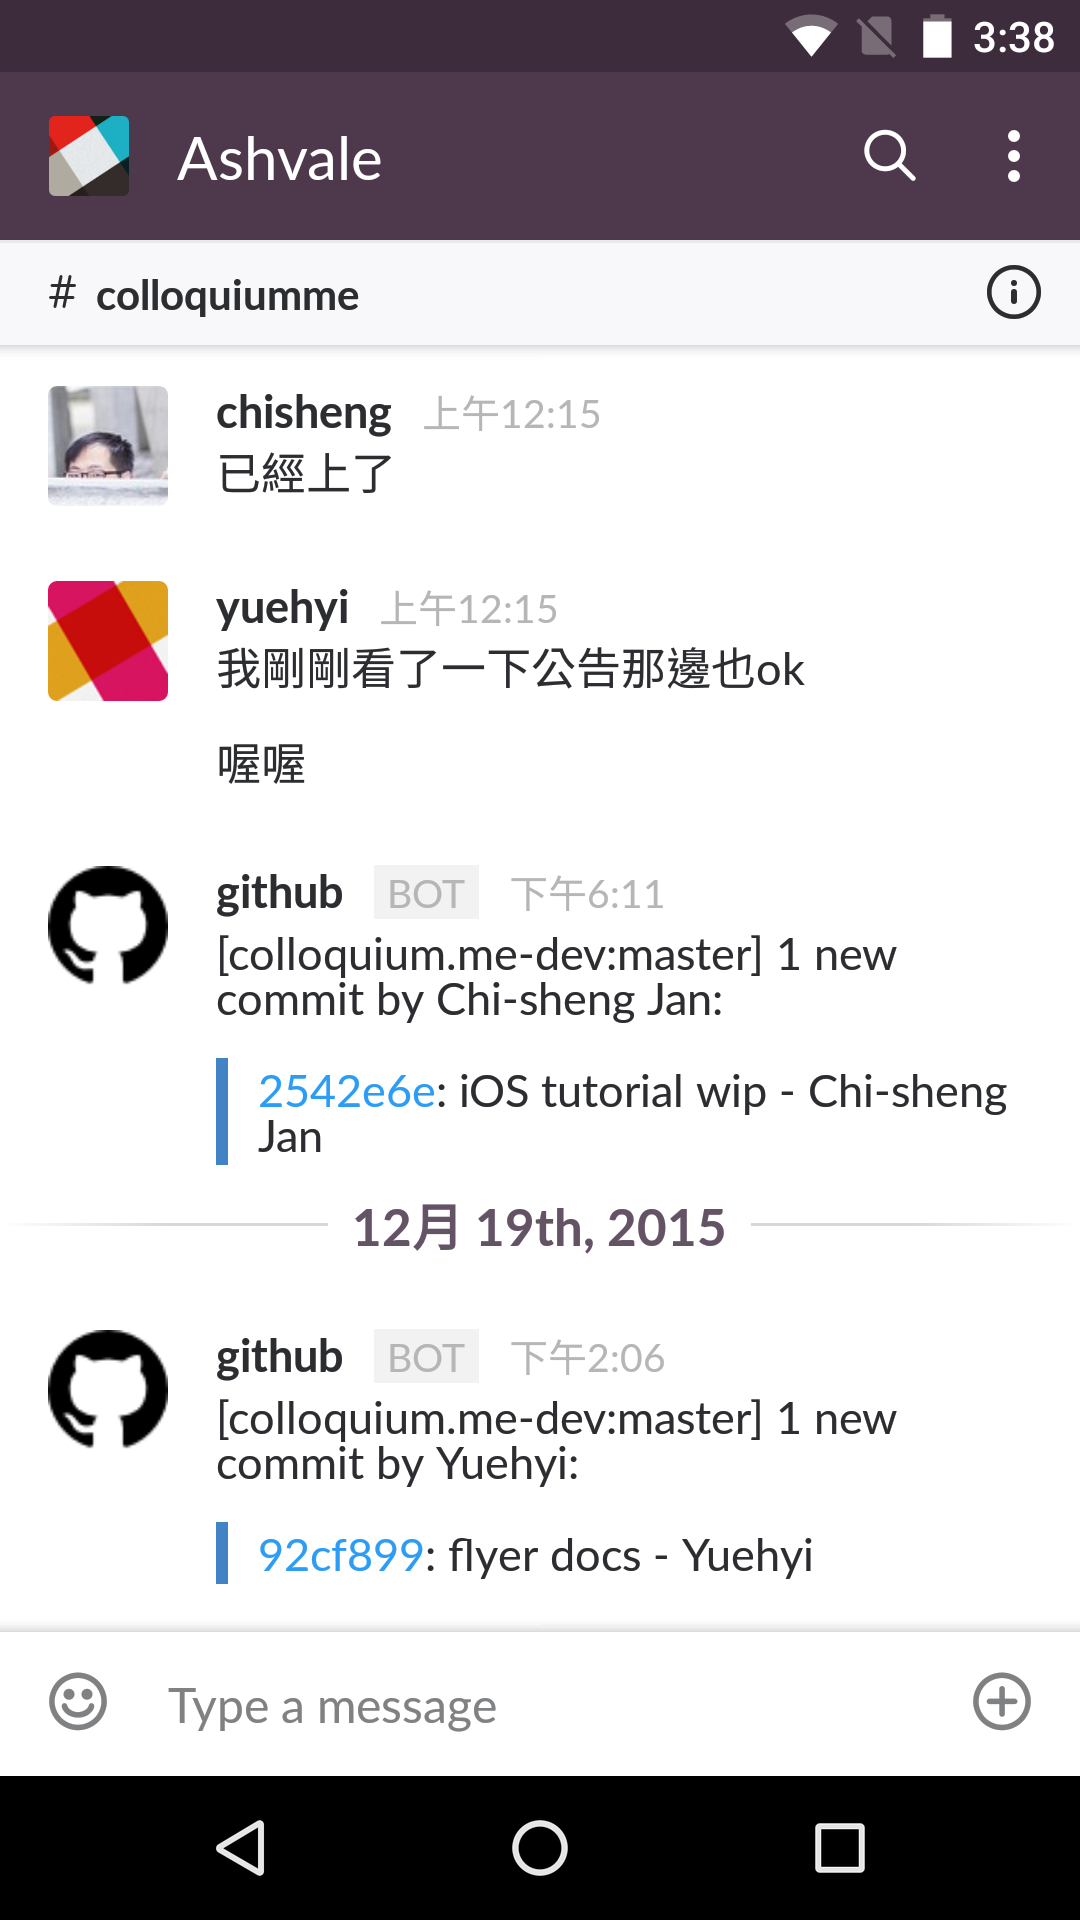 3:38
Ashvale
# colloquiumme
chisheng 上午12:15
已經上了
yuehyi 上午12:15
我剛剛看了一下公告那邊也ok
喔喔
github BOT 下午6:11
[colloquium.me-dev:master] 1 new
commit by Chi-sheng Jan:
2542e6e: iOS tutorial wip - Chi-sheng
Jan
12月 19th, 2015
github BOT 下午2:06
[colloquium.me-dev:master] 1 new
commit by Yuehyi:
92cf899: flyer docs - Yuehyi
Type a message